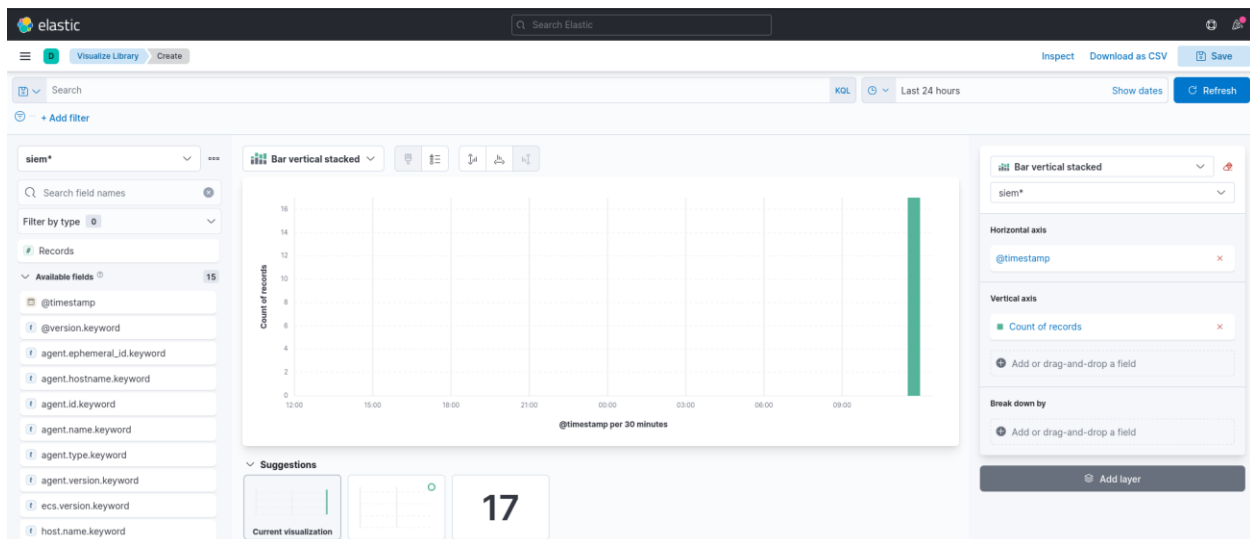 elastic
Search Elastic
D Visualize Library Create
Inspect Download as CSV Save
Search KQL Last 24 hours Show dates Refresh
+ Add filter
siem*
Search field names
Filter by type 0
# Records
Available fields 15
@timestamp
t @version.keyword
t agent.ephemeral_id.keyword
t agent.hostname.keyword
t agent.id.keyword
t agent.name.keyword
t agent.type.keyword
t agent.version.keyword
t ecs.version.keyword
t host.name.keyword
Bar vertical stacked
Count of records
16
14
12
10
8
6
4
2
0
12:00 15:00 18:00 21:00 00:00 03:00 06:00 09:00
@timestamp per 30 minutes
Suggestions
Current visualization
17
Bar vertical stacked
siem*
Horizontal axis
@timestamp
Vertical axis
Count of records
Add or drag-and-drop a field
Break down by
Add or drag-and-drop a field
Add layer